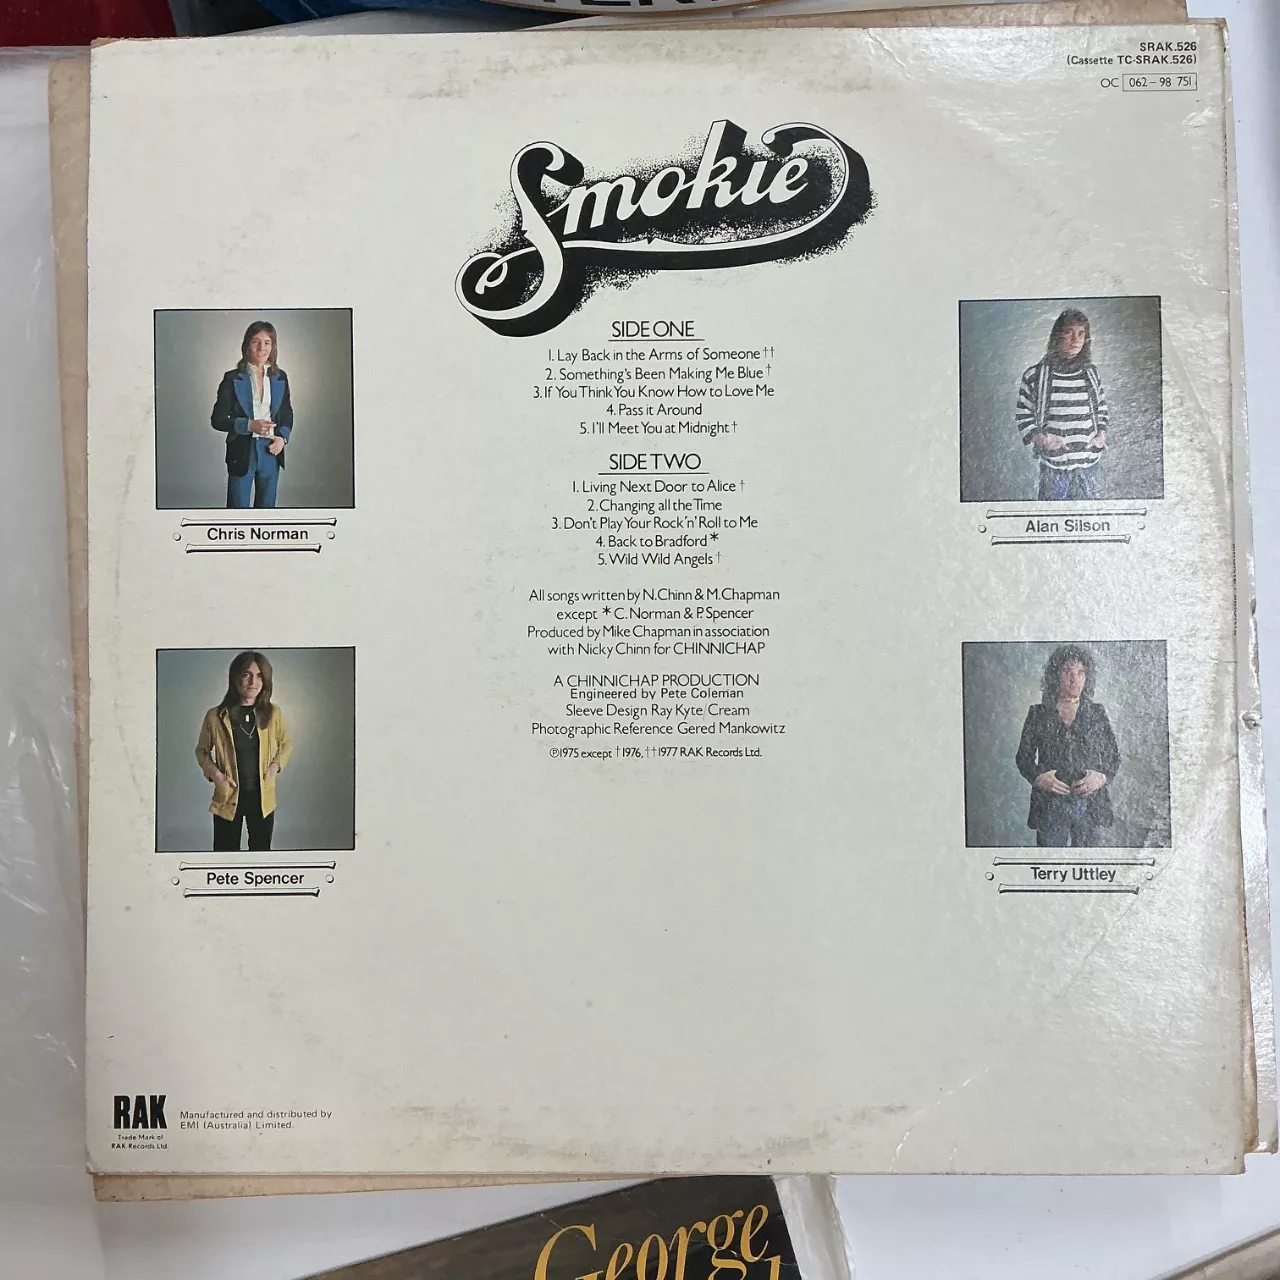 SRAK.526
(Cassette TC-SRAK.526)
OC 062-98 751
Smokie
SIDE ONE
1. Lay Back in the Arms of Someone ††
2. Something's Been Making Me Blue †
3. If You Think You Know How to Love Me
4. Pass it Around
5. I'll Meet You at Midnight †
SIDE TWO
1. Living Next Door to Alice †
2. Changing all the Time
3. Don't Play Your Rock 'n' Roll to Me
4. Back to Bradford *
5. Wild Wild Angels †
All songs written by N. Chinn & M. Chapman
except * C. Norman & P. Spencer
Produced by Mike Chapman in association
with Nicky Chinn for CHINNICHAP
A CHINNICHAP PRODUCTION
Engineered by Pete Coleman
Sleeve Design Ray Kyte/Cream
Photographic Reference Gered Mankowitz
℗1975 except †1976, ††1977 RAK Records Ltd.
Chris Norman
Alan Silson
Pete Spencer
Terry Uttley
RAK
Trade Mark of
RAK Records Ltd.
Manufactured and distributed by
EMI (Australia) Limited.
George